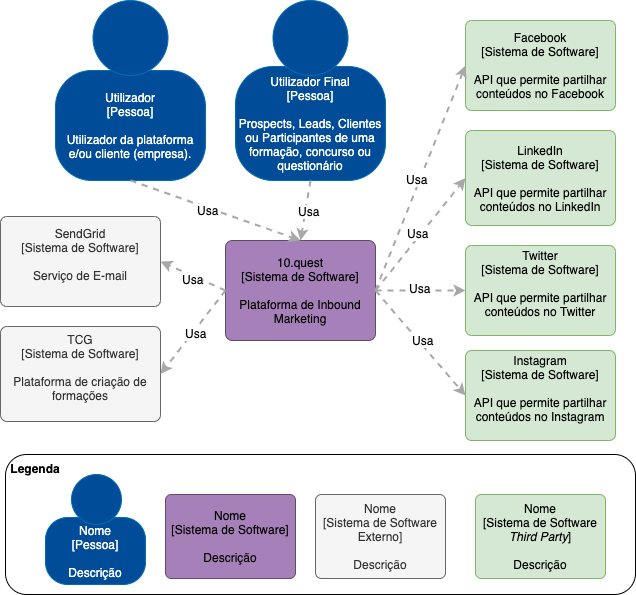 Utilizador
[Pessoa]
Utilizador da plataforma
e/ou cliente (empresa).
Utilizador Final
[Pessoa]
Prospects, Leads, Clientes
ou Participantes de uma
formação, concurso ou
questionário
Facebook
[Sistema de Software]
API que permite partilhar
conteúdos no Facebook
LinkedIn
[Sistema de Software]
API que permite partilhar
conteúdos no LinkedIn
Twitter
[Sistema de Software]
API que permite partilhar
conteúdos no Twitter
Instagram
[Sistema de Software]
API que permite partilhar
conteúdos no Instagram
Usa
Usa
Usa
Usa
Usa
Usa
Usa
Usa
SendGrid
[Sistema de Software]
Serviço de E-mail
10.quest
[Sistema de Software]
Plataforma de Inbound
Marketing
TCG
[Sistema de Software]
Plataforma de criação de
formações
Legenda
Nome
[Pessoa]
Descrição
Nome
[Sistema de Software]
Descrição
Nome
[Sistema de Software
Externo]
Descrição
Nome
[Sistema de Software
Third Party]
Descrição